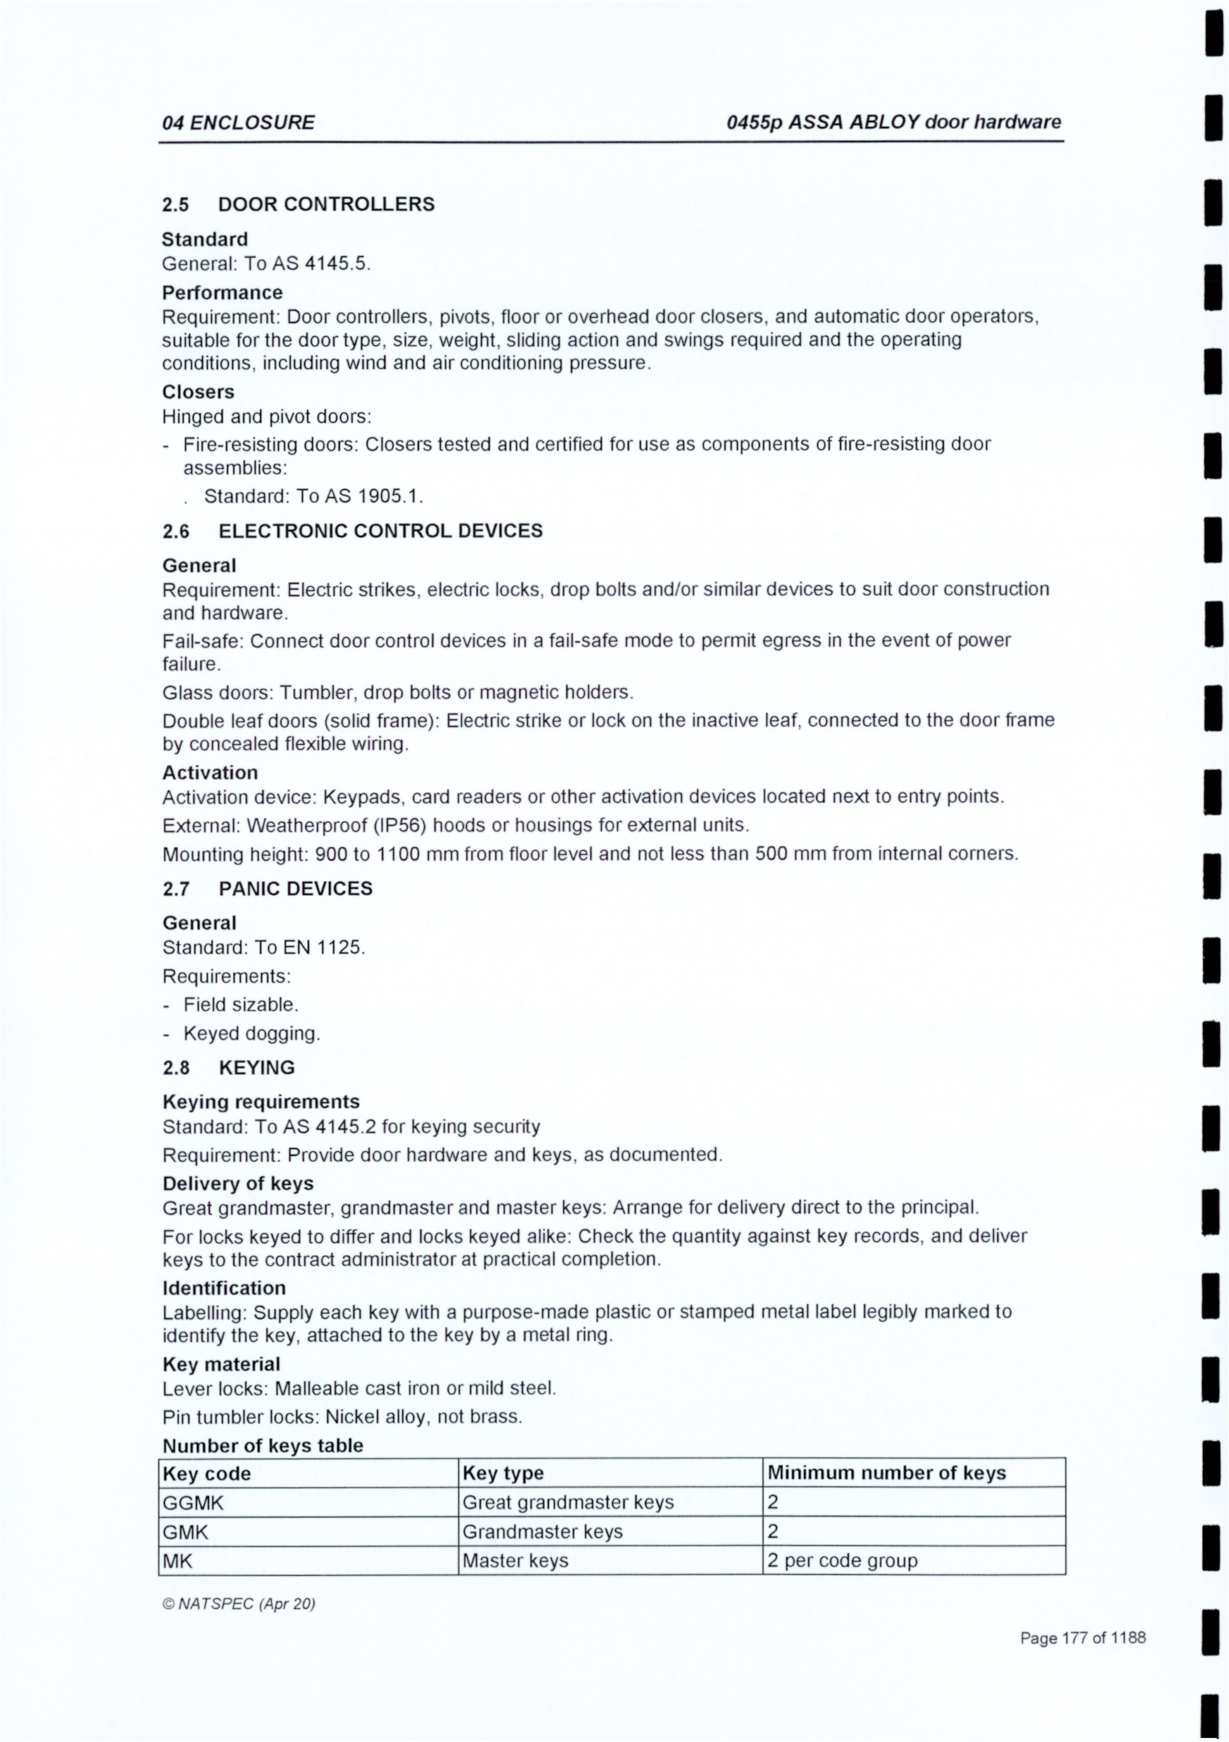 04 ENCLOSURE 0455p ASSA ABLOY door hardware
2.5 DOOR CONTROLLERS
Standard
General: To AS 4145.5.
Performance
Requirement: Door controllers, pivots, floor or overhead door closers, and automatic door operators,
suitable for the door type, size, weight, sliding action and swings required and the operating
conditions, including wind and air conditioning pressure.
Closers
Hinged and pivot doors:
- Fire-resisting doors: Closers tested and certified for use as components of fire-resisting door
assemblies:
. Standard: To AS 1905.1.
2.6 ELECTRONIC CONTROL DEVICES
General
Requirement: Electric strikes, electric locks, drop bolts and/or similar devices to suit door construction
and hardware.
Fail-safe: Connect door control devices in a fail-safe mode to permit egress in the event of power
failure.
Glass doors: Tumbler, drop bolts or magnetic holders.
Double leaf doors (solid frame): Electric strike or lock on the inactive leaf, connected to the door frame
by concealed flexible wiring.
Activation
Activation device: Keypads, card readers or other activation devices located next to entry points.
External: Weatherproof (IP56) hoods or housings for external units.
Mounting height: 900 to 1100 mm from floor level and not less than 500 mm from internal corners.
2.7 PANIC DEVICES
General
Standard: To EN 1125.
Requirements:
- Field sizable.
- Keyed dogging.
2.8 KEYING
Keying requirements
Standard: To AS 4145.2 for keying security
Requirement: Provide door hardware and keys, as documented.
Delivery of keys
Great grandmaster, grandmaster and master keys: Arrange for delivery direct to the principal.
For locks keyed to differ and locks keyed alike: Check the quantity against key records, and deliver
keys to the contract administrator at practical completion.
Identification
Labelling: Supply each key with a purpose-made plastic or stamped metal label legibly marked to
identify the key, attached to the key by a metal ring.
Key material
Lever locks: Malleable cast iron or mild steel.
Pin tumbler locks: Nickel alloy, not brass.
Number of keys table
Key code Key type Minimum number of keys
GGMK Great grandmaster keys 2
GMK Grandmaster keys 2
MK Master keys 2 per code group
© NATSPEC (Apr 20)
Page 177 of 1188